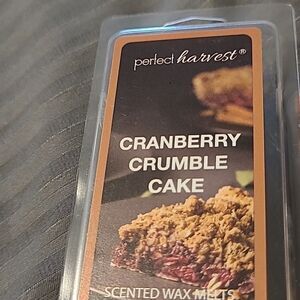 perfect harvest®
CRANBERRY
CRUMBLE
CAKE
SCENTED WAX MELTS